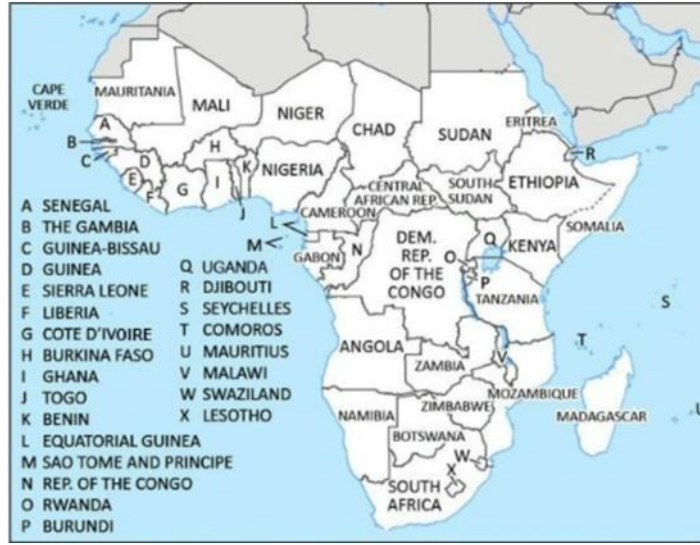 CAPE
VERDE
MAURITANIA
MALI
NIGER
CHAD
SUDAN
ERITREA
A
B
C
D
E
F
G
H
I
J
K
L
M
N
NIGERIA
CAMEROON
CENTRAL
AFRICAN REP.
SOUTH
SUDAN
ETHIOPIA
R
SOMALIA
GABON
DEM.
REP.
OF THE
CONGO
O
P
Q
KENYA
TANZANIA
S
T
U
ANGOLA
ZAMBIA
V
MOZAMBIQUE
MADAGASCAR
NAMIBIA
ZIMBABWE
BOTSWANA
W
X
SOUTH
AFRICA
A SENEGAL
B THE GAMBIA
C GUINEA-BISSAU
D GUINEA
E SIERRA LEONE
F LIBERIA
G COTE D'IVOIRE
H BURKINA FASO
I GHANA
J TOGO
K BENIN
L EQUATORIAL GUINEA
M SAO TOME AND PRINCIPE
N REP. OF THE CONGO
O RWANDA
P BURUNDI
Q UGANDA
R DJIBOUTI
S SEYCHELLES
T COMOROS
U MAURITIUS
V MALAWI
W SWAZILAND
X LESOTHO